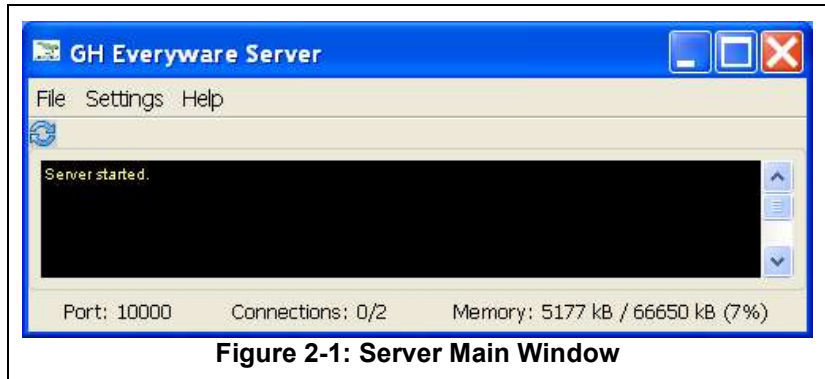 GH Everyware Server
File Settings Help
Server started.
Port: 10000 Connections: 0/2 Memory: 5177 kB / 66650 kB (7%)
Figure 2-1: Server Main Window